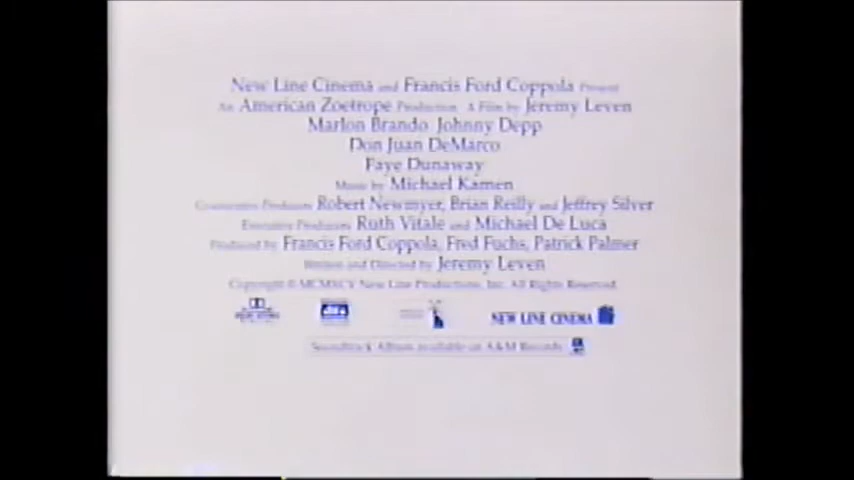 New Line Cinema and Francis Ford Coppola Present
An American Zoetrope Production A Film by Jeremy Leven
Marlon Brando Johnny Depp
Don Juan DeMarco
Faye Dunaway
Music by Michael Kamen
Co-executive Producers Robert Newmyer, Brian Reilly and Jeffrey Silver
Executive Producers Ruth Vitale and Michael De Luca
Produced by Francis Ford Coppola, Fred Fuchs, Patrick Palmer
Written and Directed by Jeremy Leven
Copyright © MCMXCV New Line Productions, Inc. All Rights Reserved
dts NEW LINE CINEMA
Soundtrack Album available on A&M Records